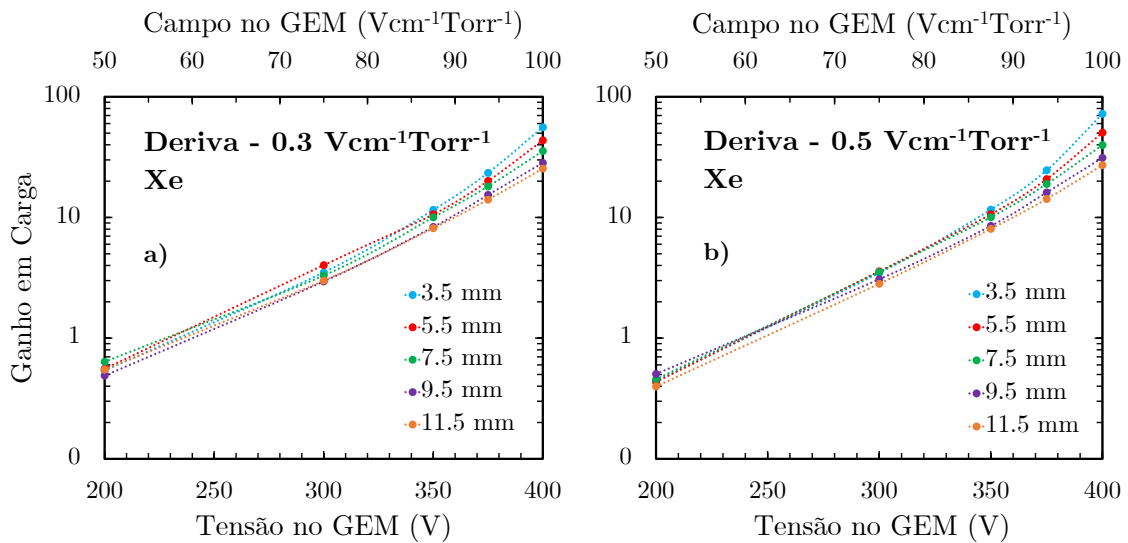 Campo no GEM (Vcm⁻¹Torr⁻¹)
50 60 70 80 90 100
100
10
1
0
Ganho em Carga
Deriva - 0.3 Vcm⁻¹Torr⁻¹
Xe
a)
3.5 mm
5.5 mm
7.5 mm
9.5 mm
11.5 mm
200 250 300 350 400
Tensão no GEM (V)
Campo no GEM (Vcm⁻¹Torr⁻¹)
50 60 70 80 90 100
100
10
1
0
Deriva - 0.5 Vcm⁻¹Torr⁻¹
Xe
b)
3.5 mm
5.5 mm
7.5 mm
9.5 mm
11.5 mm
200 250 300 350 400
Tensão no GEM (V)